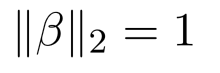 ‖β‖₂ = 1